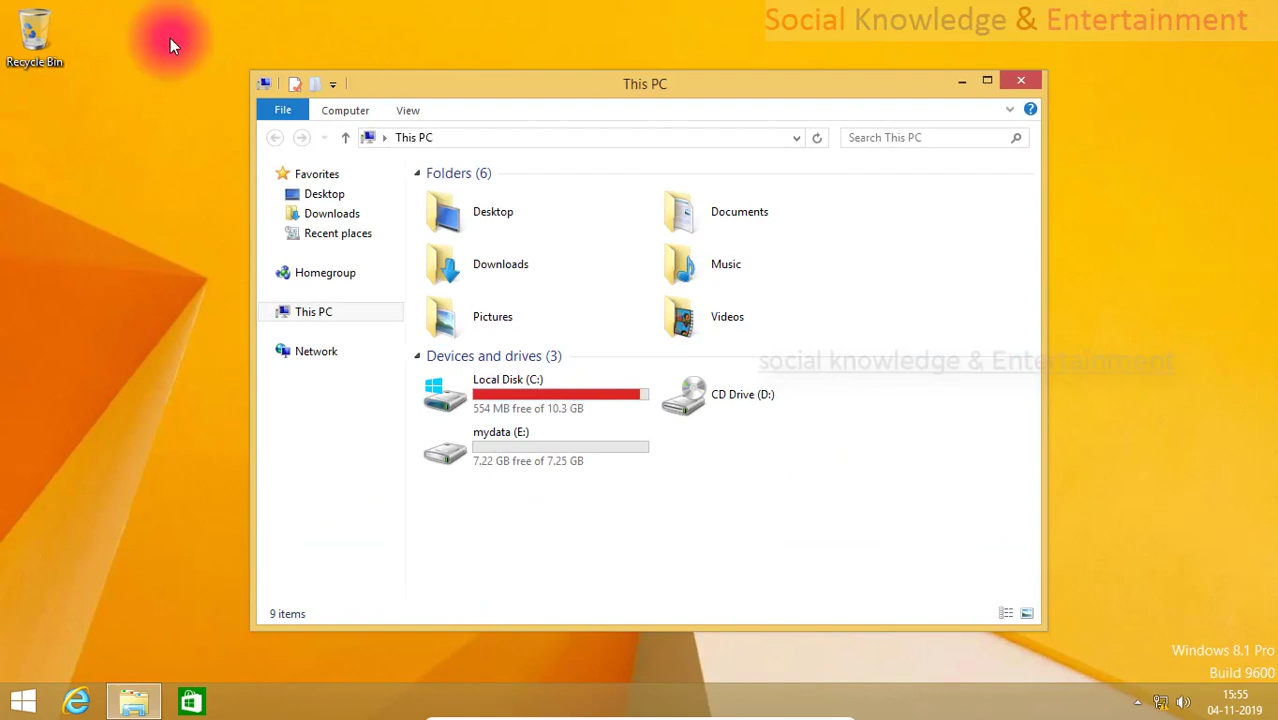 Social Knowledge & Entertainment
Recycle Bin
This PC
File
Computer
View
This PC
Search This PC
Favorites
Desktop
Downloads
Recent places
Homegroup
This PC
Network
Folders (6)
Desktop
Documents
Downloads
Music
Pictures
Videos
Devices and drives (3)
social knowledge & Entertainment
Local Disk (C:)
554 MB free of 10.3 GB
CD Drive (D:)
mydata (E:)
7.22 GB free of 7.25 GB
9 items
Windows 8.1 Pro
Build 9600
15:55
04-11-2019